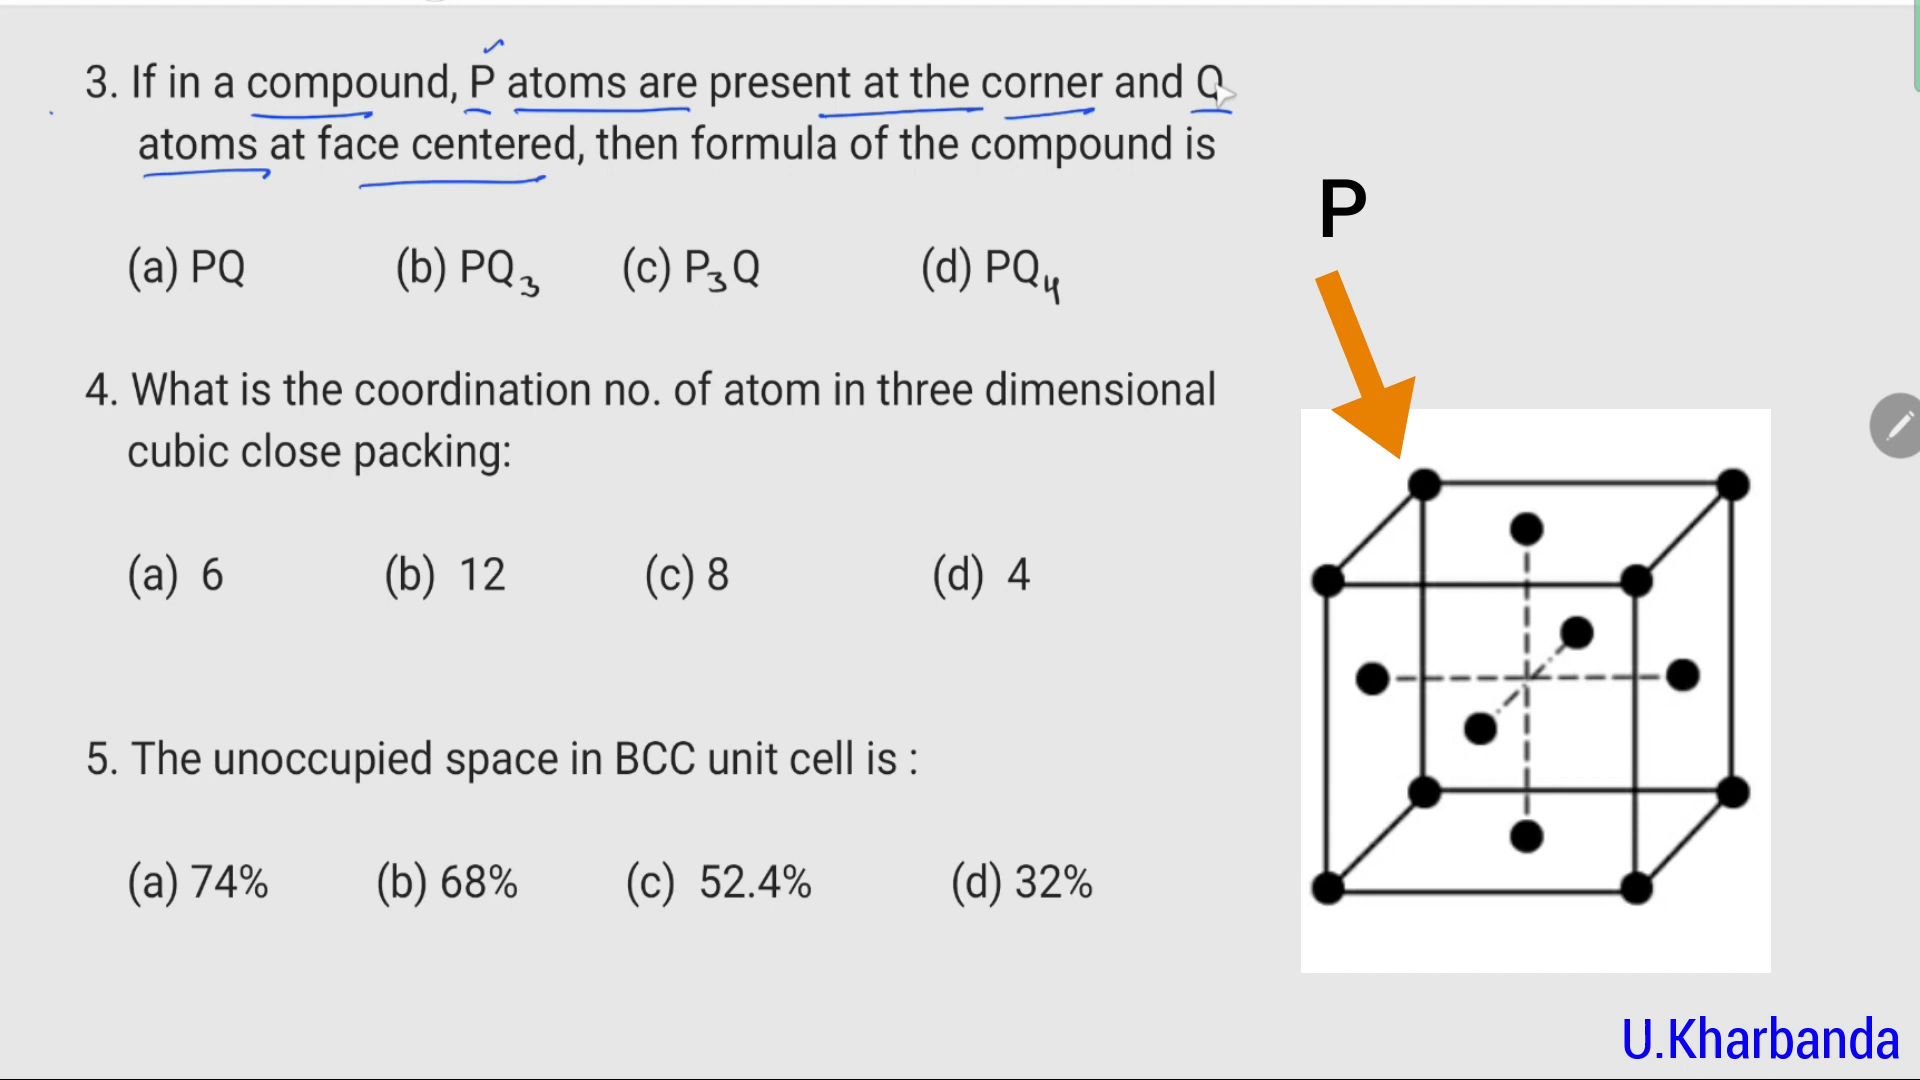 3. If in a compound, P atoms are present at the corner and Q
atoms at face centered, then formula of the compound is
(a) PQ (b) PQ3 (c) P3Q (d) PQ4
4. What is the coordination no. of atom in three dimensional
cubic close packing:
(a) 6 (b) 12 (c) 8 (d) 4
5. The unoccupied space in BCC unit cell is :
(a) 74% (b) 68% (c) 52.4% (d) 32%
P
U.Kharbanda